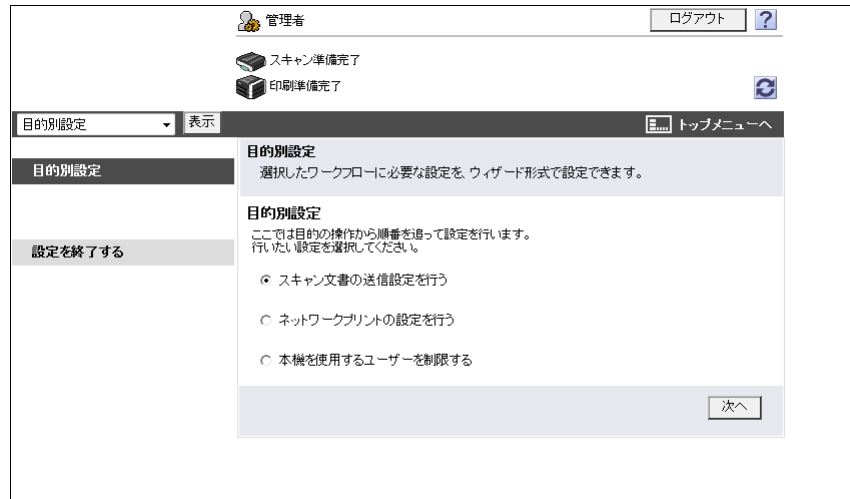 管理者
ログアウト
?
スキャン準備完了
印刷準備完了
目的別設定
表示
トップメニューへ
目的別設定
設定を終了する
目的別設定
選択したワークフローに必要な設定を、ウィザード形式で設定できます。
目的別設定
ここでは目的の操作から順番を追って設定を行います。
行いたい設定を選択してください。
スキャン文書の送信設定を行う
ネットワークプリントの設定を行う
本機を使用するユーザーを制限する
次へ